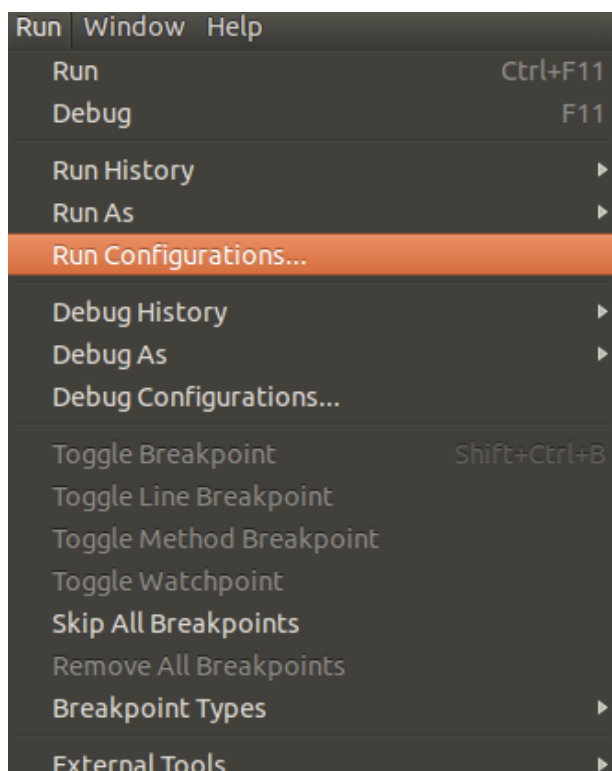 Run Window Help
Run Ctrl+F11
Debug F11
Run History
Run As
Run Configurations...
Debug History
Debug As
Debug Configurations...
Toggle Breakpoint Shift+Ctrl+B
Toggle Line Breakpoint
Toggle Method Breakpoint
Toggle Watchpoint
Skip All Breakpoints
Remove All Breakpoints
Breakpoint Types
External Tools